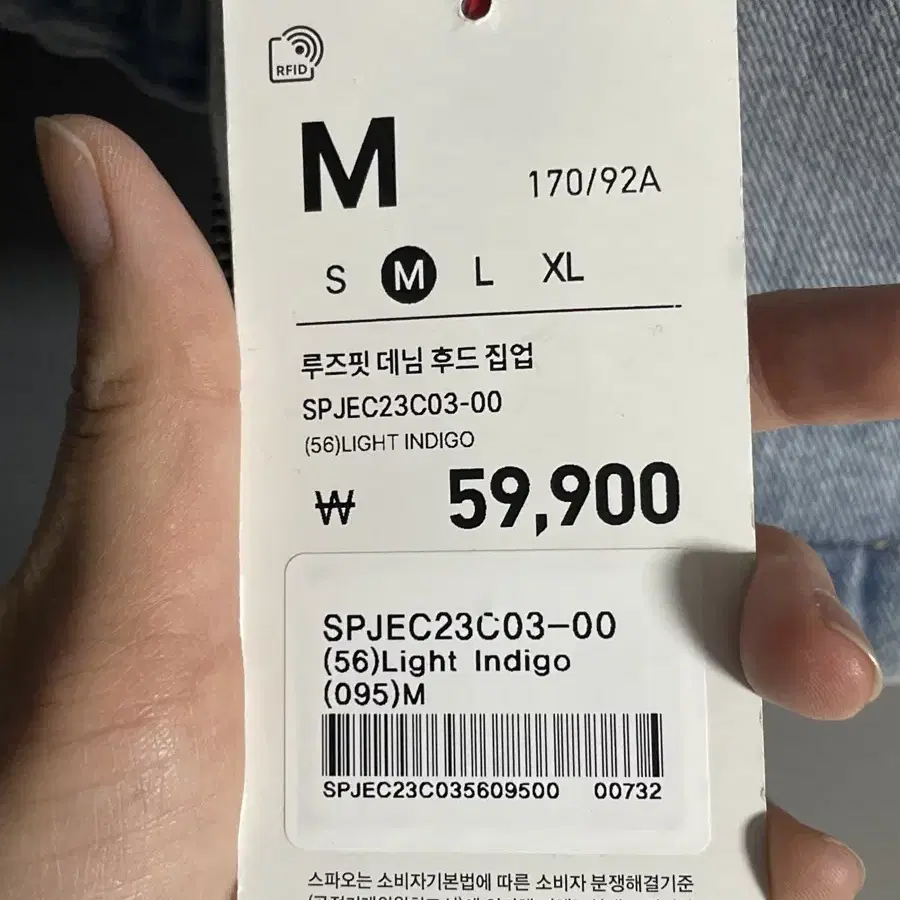 RFID
M
170/92A
S M L XL
루즈핏 데님 후드 집업
SPJEC23C03-00
(56)LIGHT INDIGO
₩ 59,900
SPJEC23C03-00
(56)Light Indigo
(095)M
SPJEC23C035609500 00732
스파오는 소비자기본법에 따른 소비자 분쟁해결기준